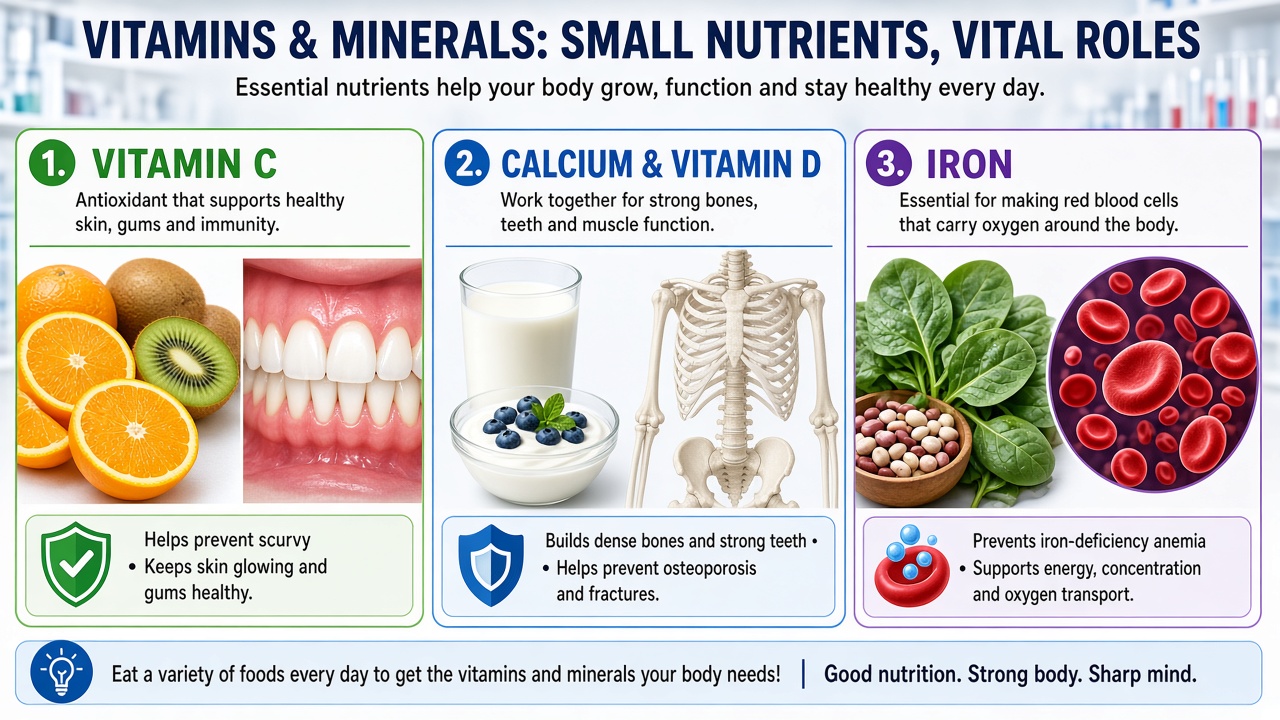 VITAMINS & MINERALS: SMALL NUTRIENTS, VITAL ROLES
Essential nutrients help your body grow, function and stay healthy every day.
1. VITAMIN C
Antioxidant that supports healthy
skin, gums and immunity.
Helps prevent scurvy
• Keeps skin glowing and
gums healthy.
2. CALCIUM & VITAMIN D
Work together for strong bones,
teeth and muscle function.
Builds dense bones and strong teeth •
• Helps prevent osteoporosis
and fractures.
3. IRON
Essential for making red blood cells
that carry oxygen around the body.
Prevents iron-deficiency anemia
• Supports energy, concentration
and oxygen transport.
Eat a variety of foods every day to get the vitamins and minerals your body needs! | Good nutrition. Strong body. Sharp mind.